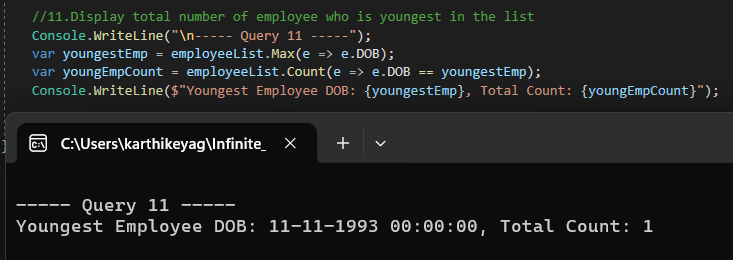 //11.Display total number of employee who is youngest in the list
Console.WriteLine("\n----- Query 11 -----");
var youngestEmp = employeeList.Max(e => e.DOB);
var youngEmpCount = employeeList.Count(e => e.DOB == youngestEmp);
Console.WriteLine($"Youngest Employee DOB: {youngestEmp}, Total Count: {youngEmpCount}");
}
C:\Users\karthikeyag\Infinite_
----- Query 11 -----
Youngest Employee DOB: 11-11-1993 00:00:00, Total Count: 1